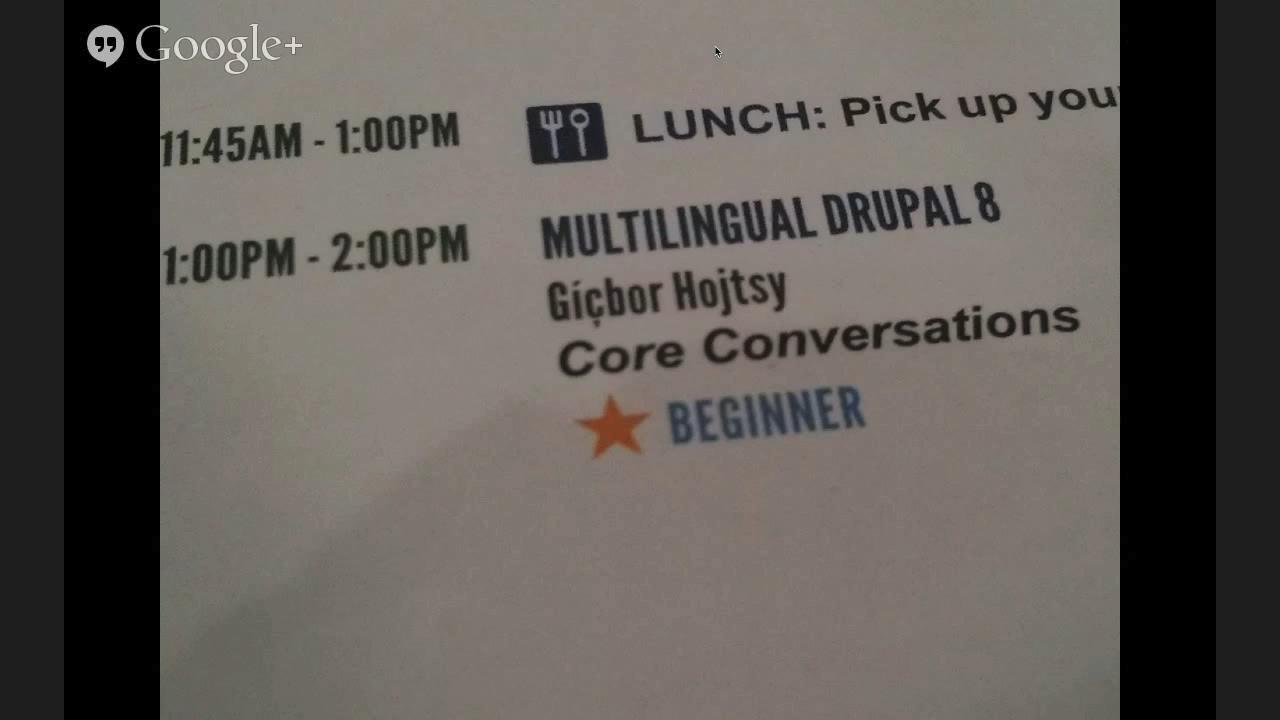 Google+
11:45AM - 1:00PM LUNCH: Pick up you
1:00PM - 2:00PM MULTILINGUAL DRUPAL 8
Gíçbor Hojtsy
Core Conversations
BEGINNER